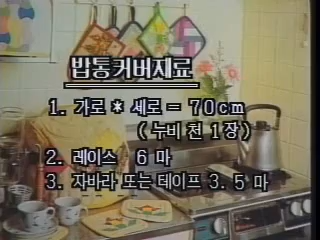 밥통커버재료
1. 가로 * 세로 = 70cm
( 누비 천 1장 )
2. 레이스 6 마
3. 자바라 또는 테이프 3. 5 마